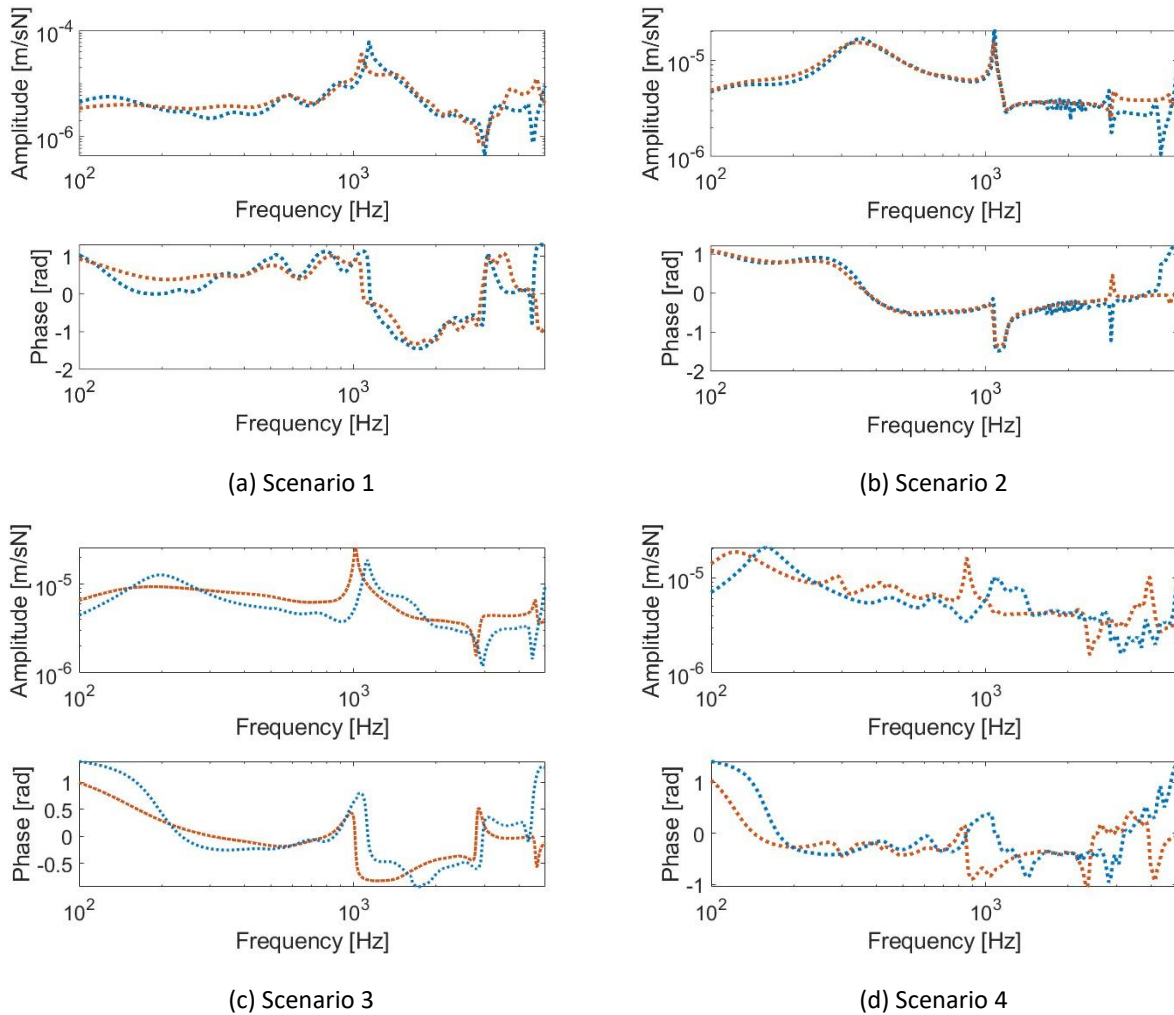 Amplitude [m/sN]
10^-4
10^-6
10^2
10^3
Frequency [Hz]
Phase [rad]
1
0
-1
-2
10^2
10^3
Frequency [Hz]
(a) Scenario 1
Amplitude [m/sN]
10^-5
10^-6
10^2
10^3
Frequency [Hz]
Phase [rad]
1
0
-1
-2
10^2
10^3
Frequency [Hz]
(b) Scenario 2
Amplitude [m/sN]
10^-5
10^-6
10^2
10^3
Frequency [Hz]
Phase [rad]
1
0.5
0
-0.5
10^2
10^3
Frequency [Hz]
(c) Scenario 3
Amplitude [m/sN]
10^-5
10^-6
10^2
10^3
Frequency [Hz]
Phase [rad]
1
0
-1
10^2
10^3
Frequency [Hz]
(d) Scenario 4